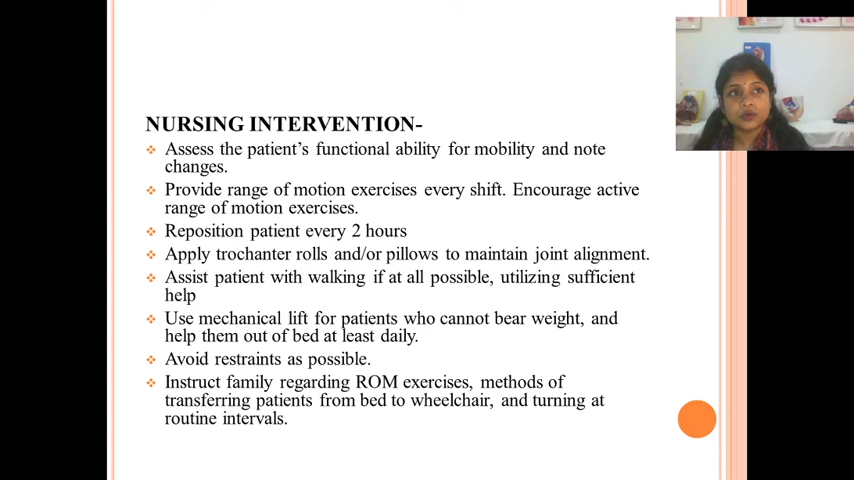 NURSING INTERVENTION-
Assess the patient's functional ability for mobility and note
changes.
Provide range of motion exercises every shift. Encourage active
range of motion exercises.
Reposition patient every 2 hours
Apply trochanter rolls and/or pillows to maintain joint alignment.
Assist patient with walking if at all possible, utilizing sufficient
help
Use mechanical lift for patients who cannot bear weight, and
help them out of bed at least daily.
Avoid restraints as possible.
Instruct family regarding ROM exercises, methods of
transferring patients from bed to wheelchair, and turning at
routine intervals.